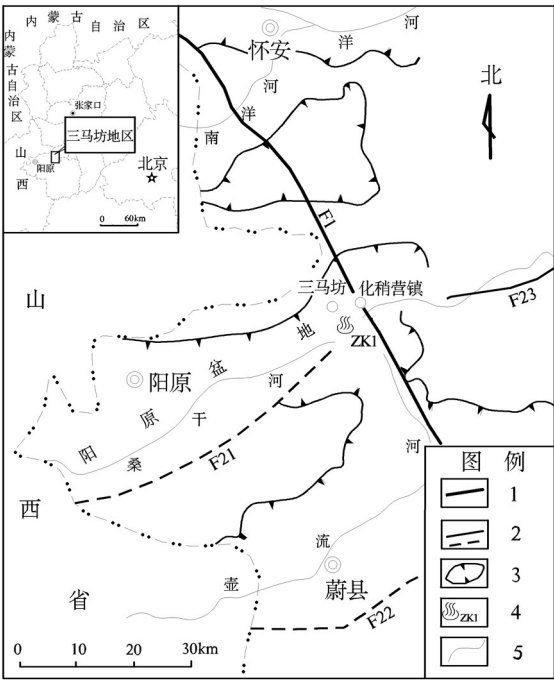 内蒙古自治区
内蒙古自治区
张家口
三马坊地区
山西
阳原
北京
0 60km
怀安
洋河
洋河
南
北
F1
山
三马坊
化稍营镇
F23
ZK1
阳原
阳原盆地
桑干河
F21
河
西
流
壶
蔚县
省
F22
0 10 20 30km
图例
1
2
3
ZK1 4
5